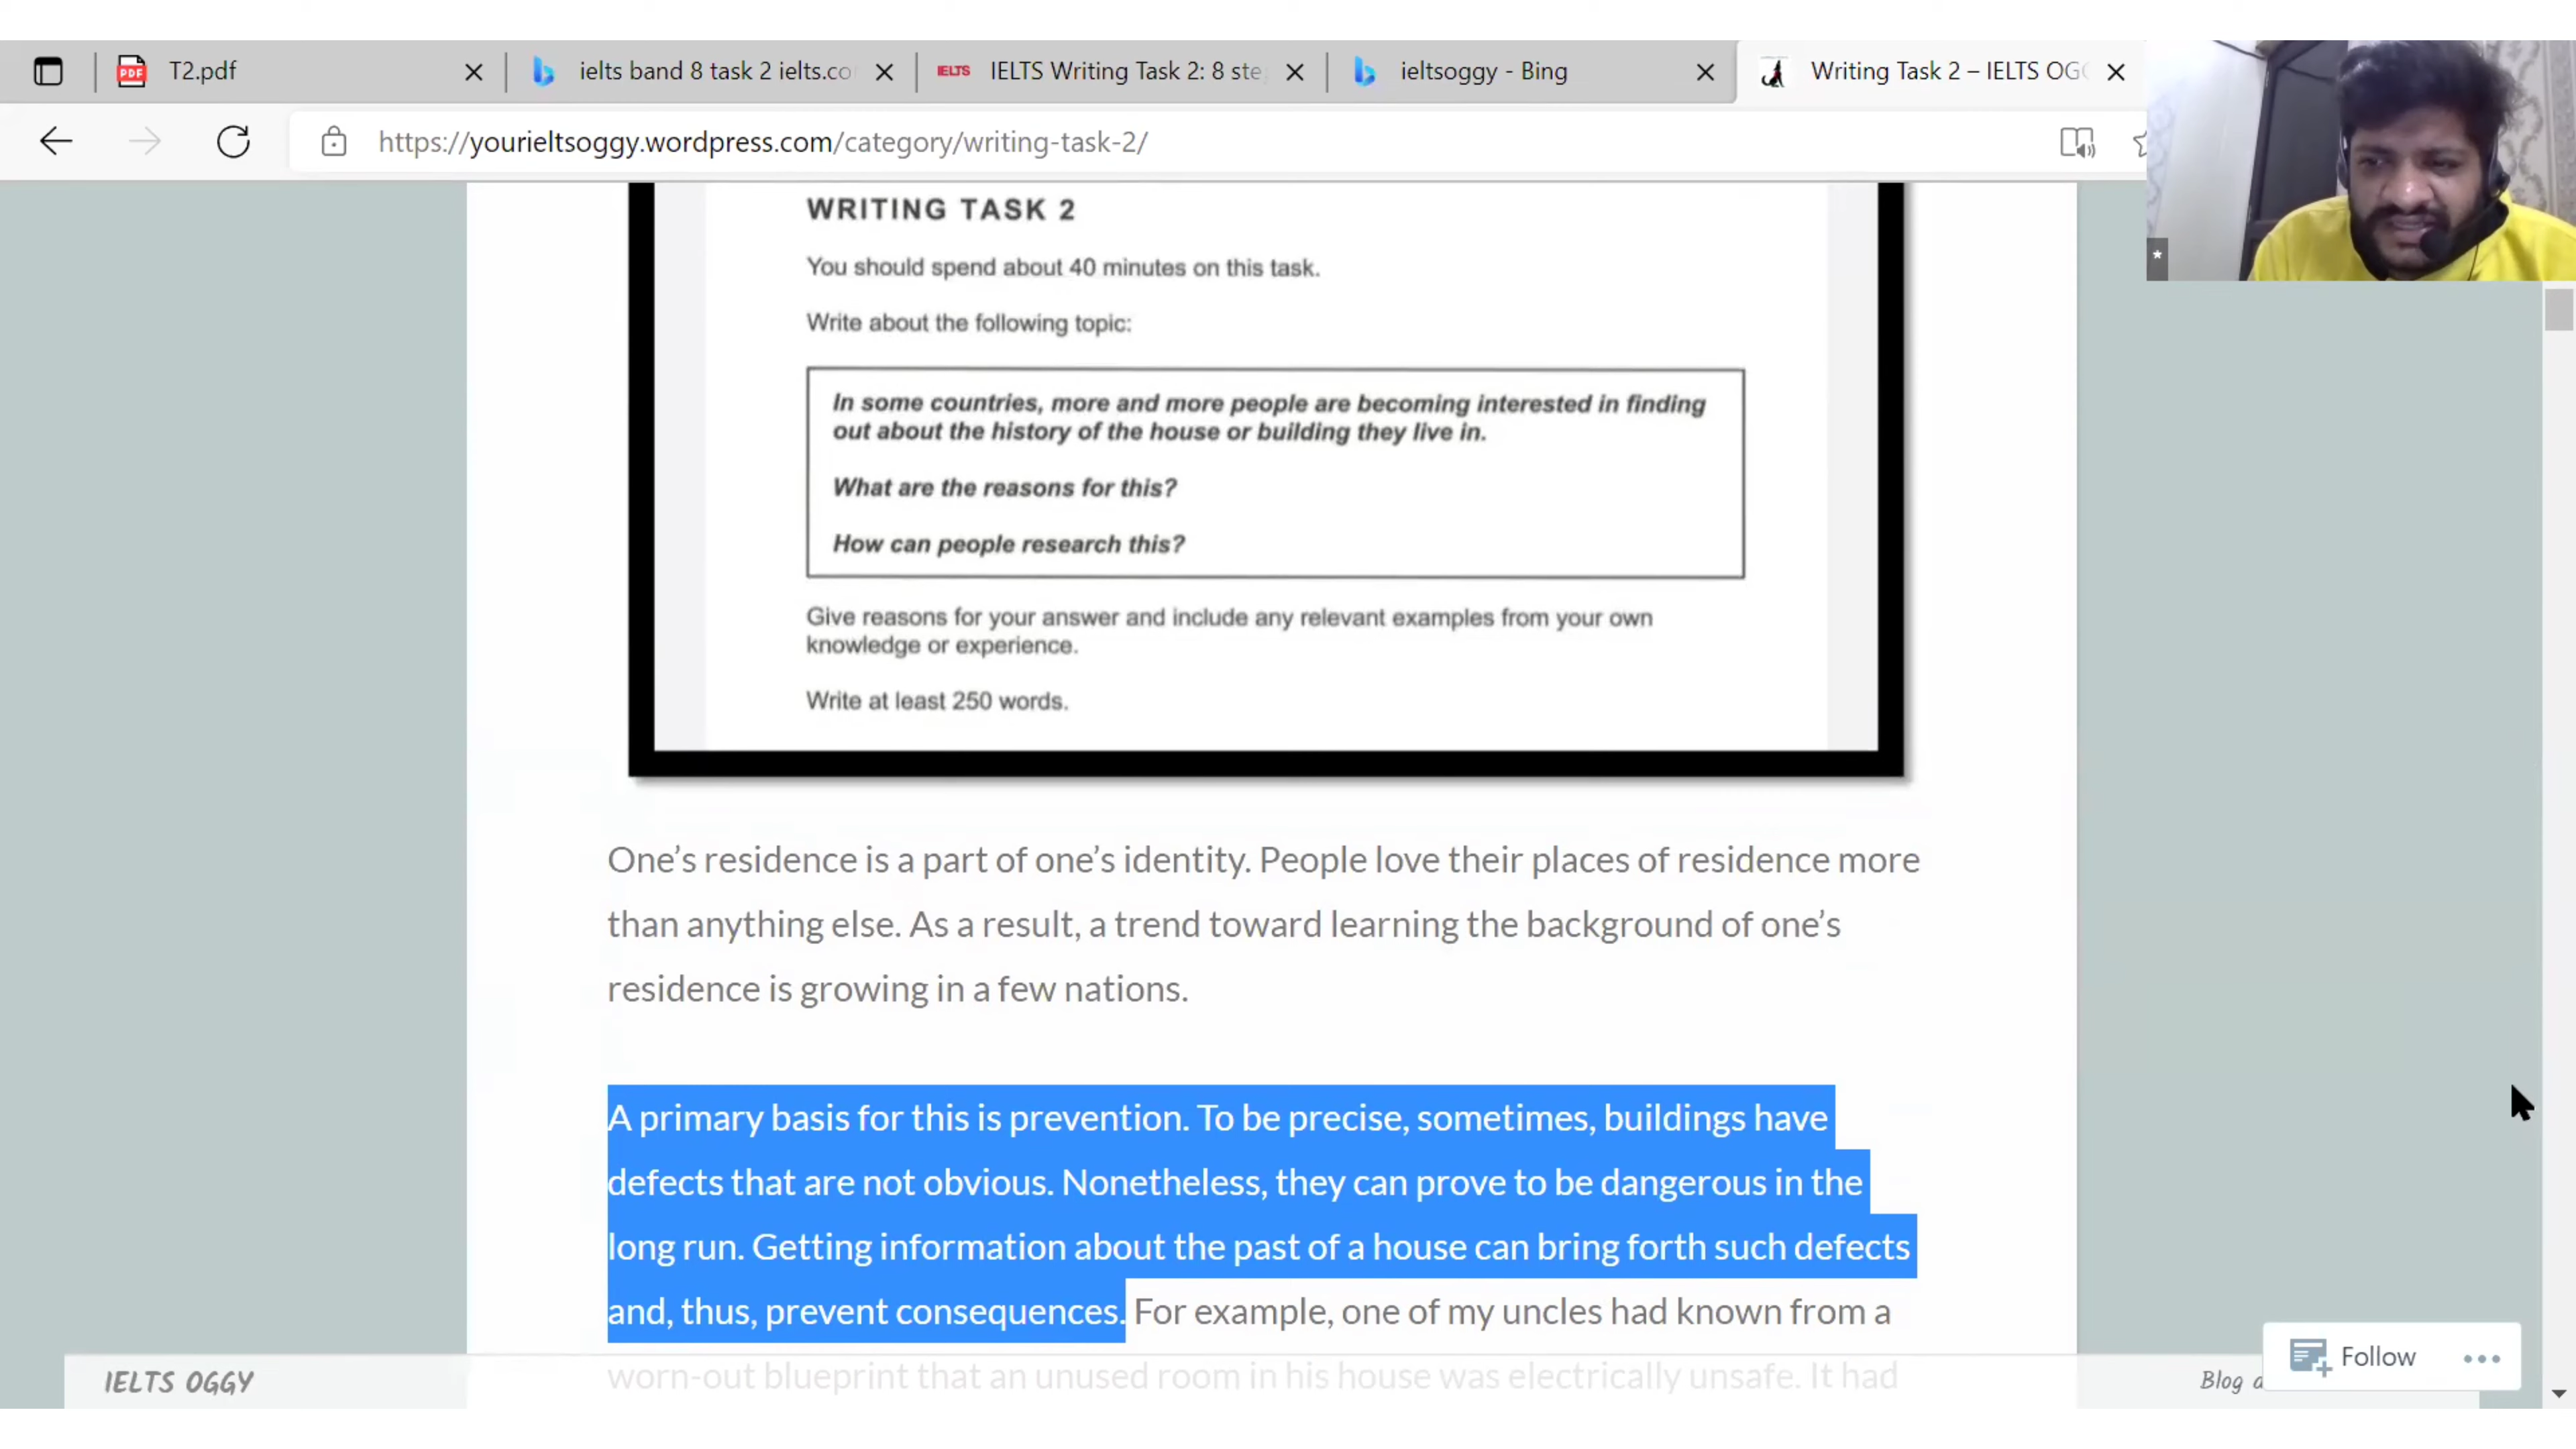 T2.pdf
ielts band 8 task 2 ielts.co
IELTS IELTS Writing Task 2: 8 ste
ieltsoggy - Bing
Writing Task 2 – IELTS OGG
https://yourieltsoggy.wordpress.com/category/writing-task-2/
WRITING TASK 2
You should spend about 40 minutes on this task.
Write about the following topic:
In some countries, more and more people are becoming interested in finding
out about the history of the house or building they live in.
What are the reasons for this?
How can people research this?
Give reasons for your answer and include any relevant examples from your own
knowledge or experience.
Write at least 250 words.
One’s residence is a part of one’s identity. People love their places of residence more
than anything else. As a result, a trend toward learning the background of one’s
residence is growing in a few nations.
A primary basis for this is prevention. To be precise, sometimes, buildings have
defects that are not obvious. Nonetheless, they can prove to be dangerous in the
long run. Getting information about the past of a house can bring forth such defects
and, thus, prevent consequences. For example, one of my uncles had known from a
worn-out blueprint that an unused room in his house was electrically unsafe. It had
IELTS OGGY
Blog a
Follow